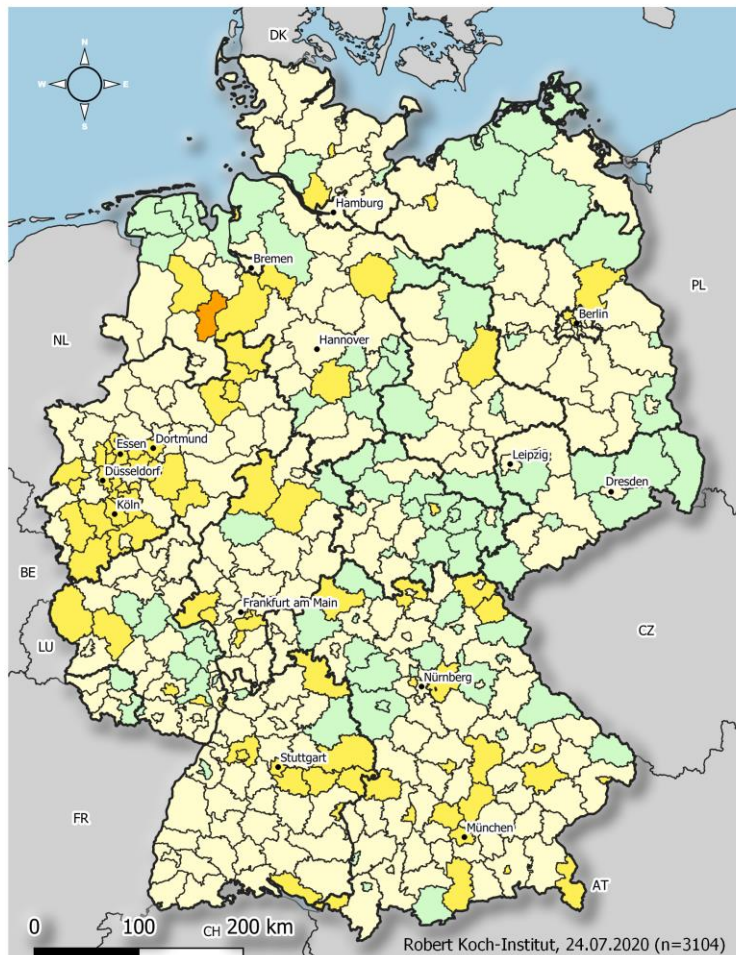 DK
N
W E
S
Hamburg
Bremen
PL
Berlin
NL
Hannover
Essen
Dortmund
Düsseldorf
Leipzig
Köln
Dresden
BE
Frankfurt am Main
LU
CZ
Nürnberg
Stuttgart
FR
München
AT
0 100 200 km
CH
Robert Koch-Institut, 24.07.2020 (n=3104)